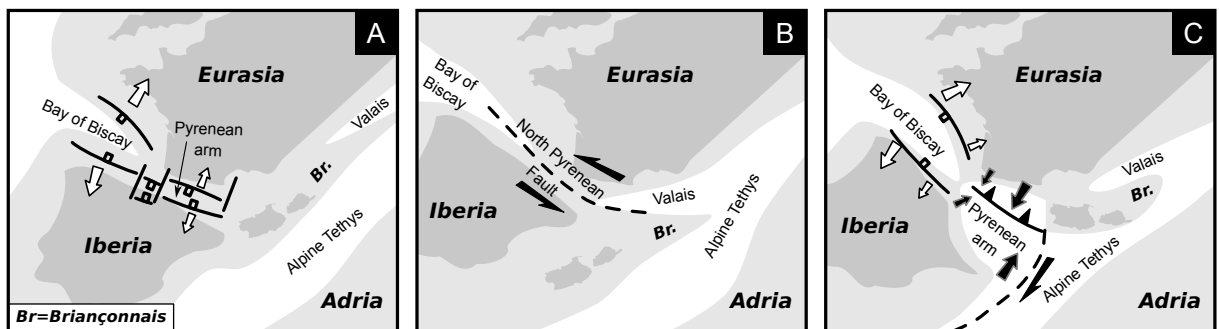 A
Eurasia
Bay of Biscay
Pyrenean
arm
Valais
Br.
Iberia
Alpine Tethys
Adria
Br=Briançonnais
B
Bay of
Biscay
Eurasia
North Pyrenean
Fault
Iberia
Valais
Br.
Alpine Tethys
Adria
C
Eurasia
Bay of Biscay
Valais
Br.
Iberia
Pyrenean
arm
Alpine Tethys
Adria